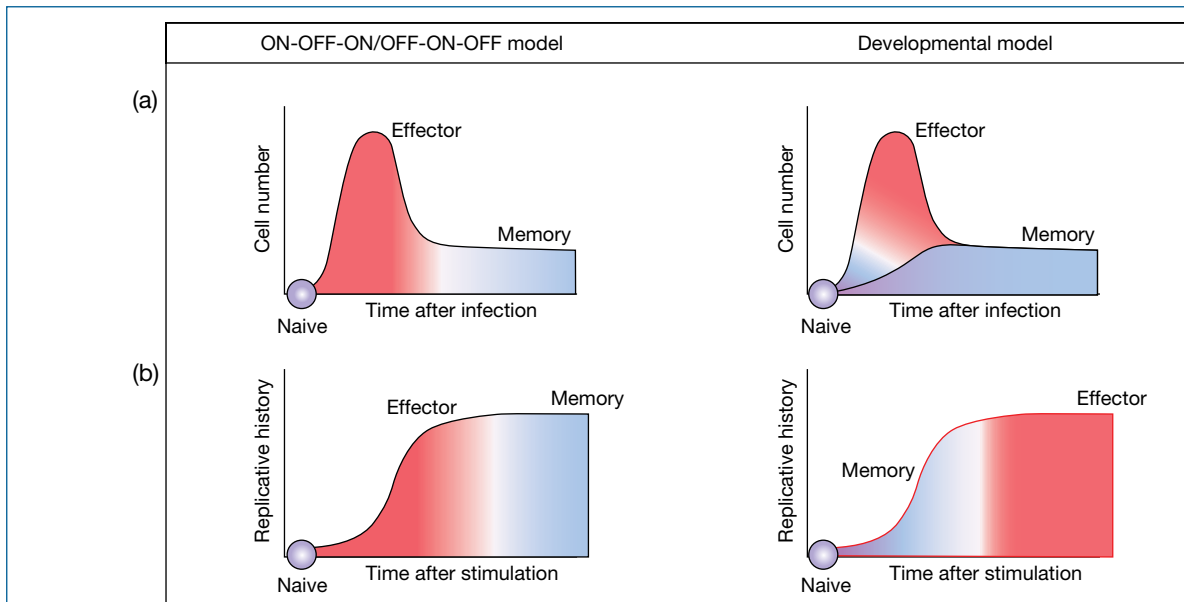 ON-OFF-ON/OFF-ON-OFF model
Developmental model
(a)
Cell number
Effector
Memory
Naive
Time after infection
Cell number
Effector
Memory
Naive
Time after infection
(b)
Replicative history
Effector
Memory
Naive
Time after stimulation
Replicative history
Memory
Effector
Naive
Time after stimulation